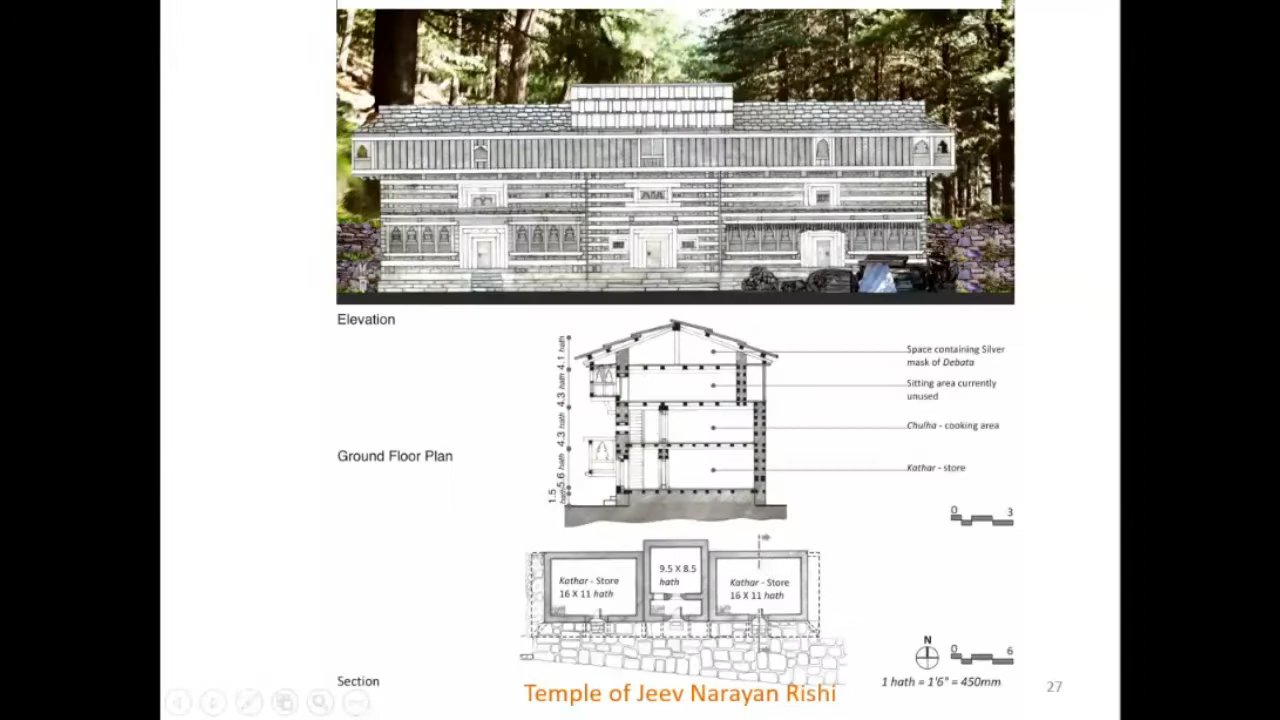 Elevation
Space containing Silver
mask of Debata
Sitting area currently
unused
Chulha - cooking area
Kathar - store
4.1 hath
4.3 hath
4.3 hath
5.6 hath
1.5
hath
Ground Floor Plan
0 3
Kathar - Store
16 X 11 hath
9.5 X 8.5
hath
Kathar - Store
16 X 11 hath
N
0 6
1 hath = 1'6" = 450mm
Section
Temple of Jeev Narayan Rishi
27